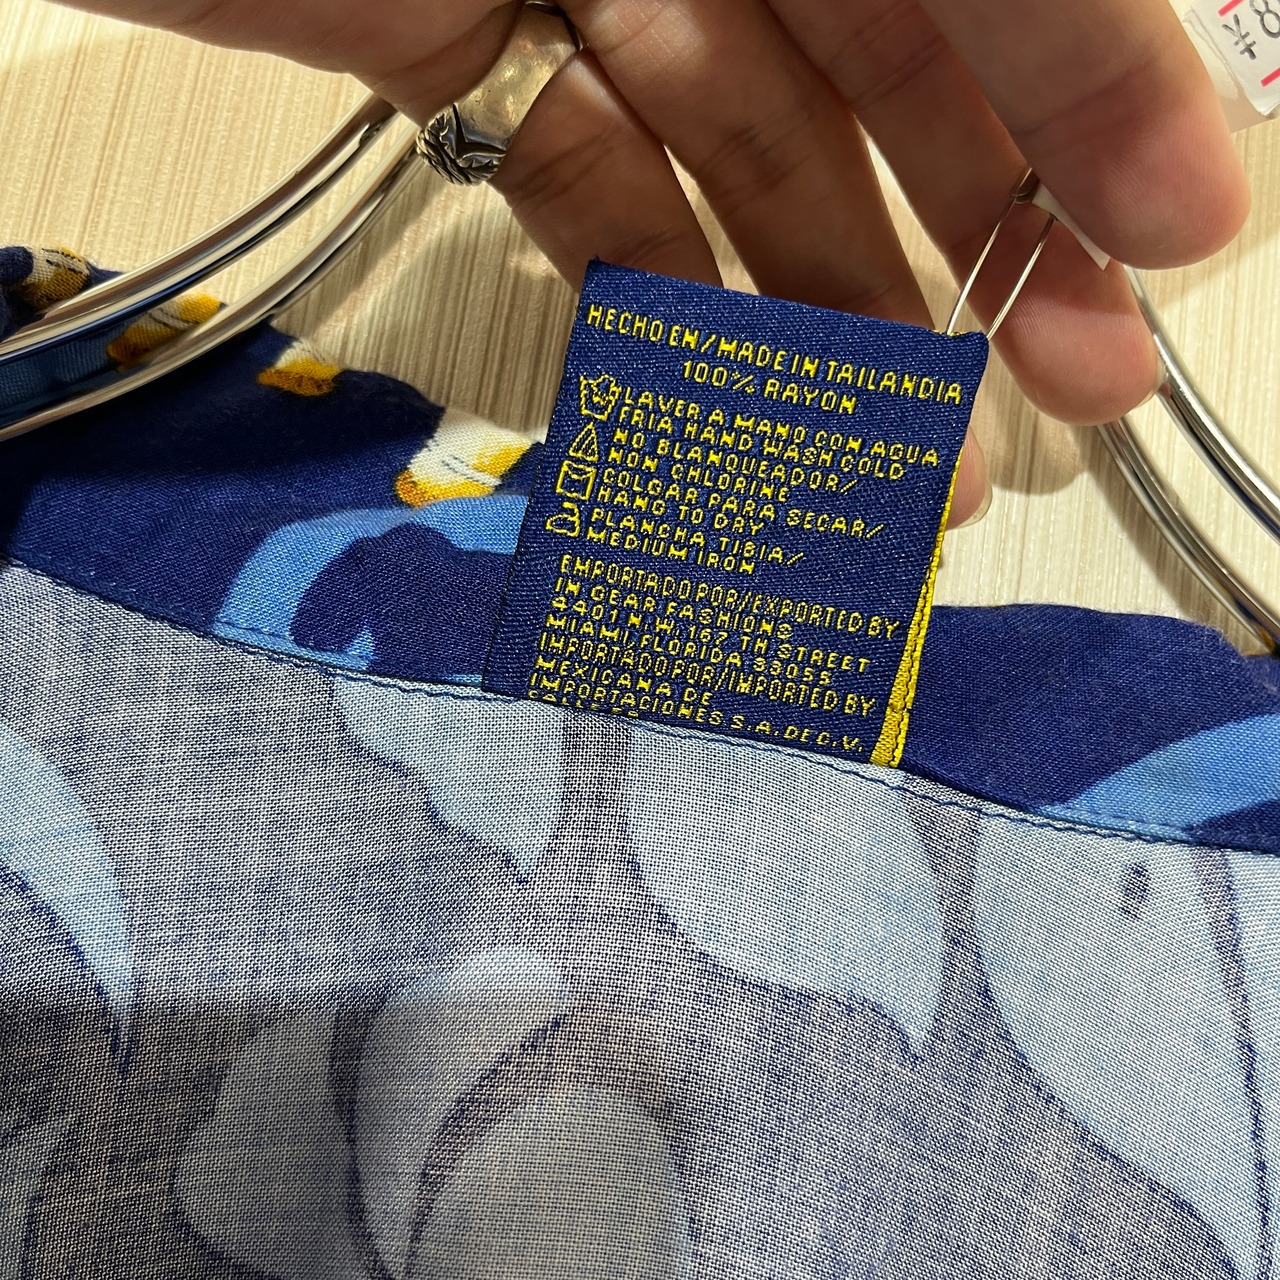 HECHO EN/MADE IN TAILANDIA
100% RAYON
LAVER A MANO CON AGUA
FRIA HAND WASH COLD
NO BLANQUEADOR/
NON CHLORINE
COLGAR PARA SECAR/
HANG TO DRY
PLANCHA TIBIA/
MEDIUM IRON
EMPORTADO POR/EXPORTED BY
IN GEAR FASHIONS
4401 N.W. 167 TH STREET
MIAMI, FLORIDA 33055
IMPORTADO POR/IMPORTED BY
MEXICANA DE
IMPORTACIONES S.A. DE C.V.
8